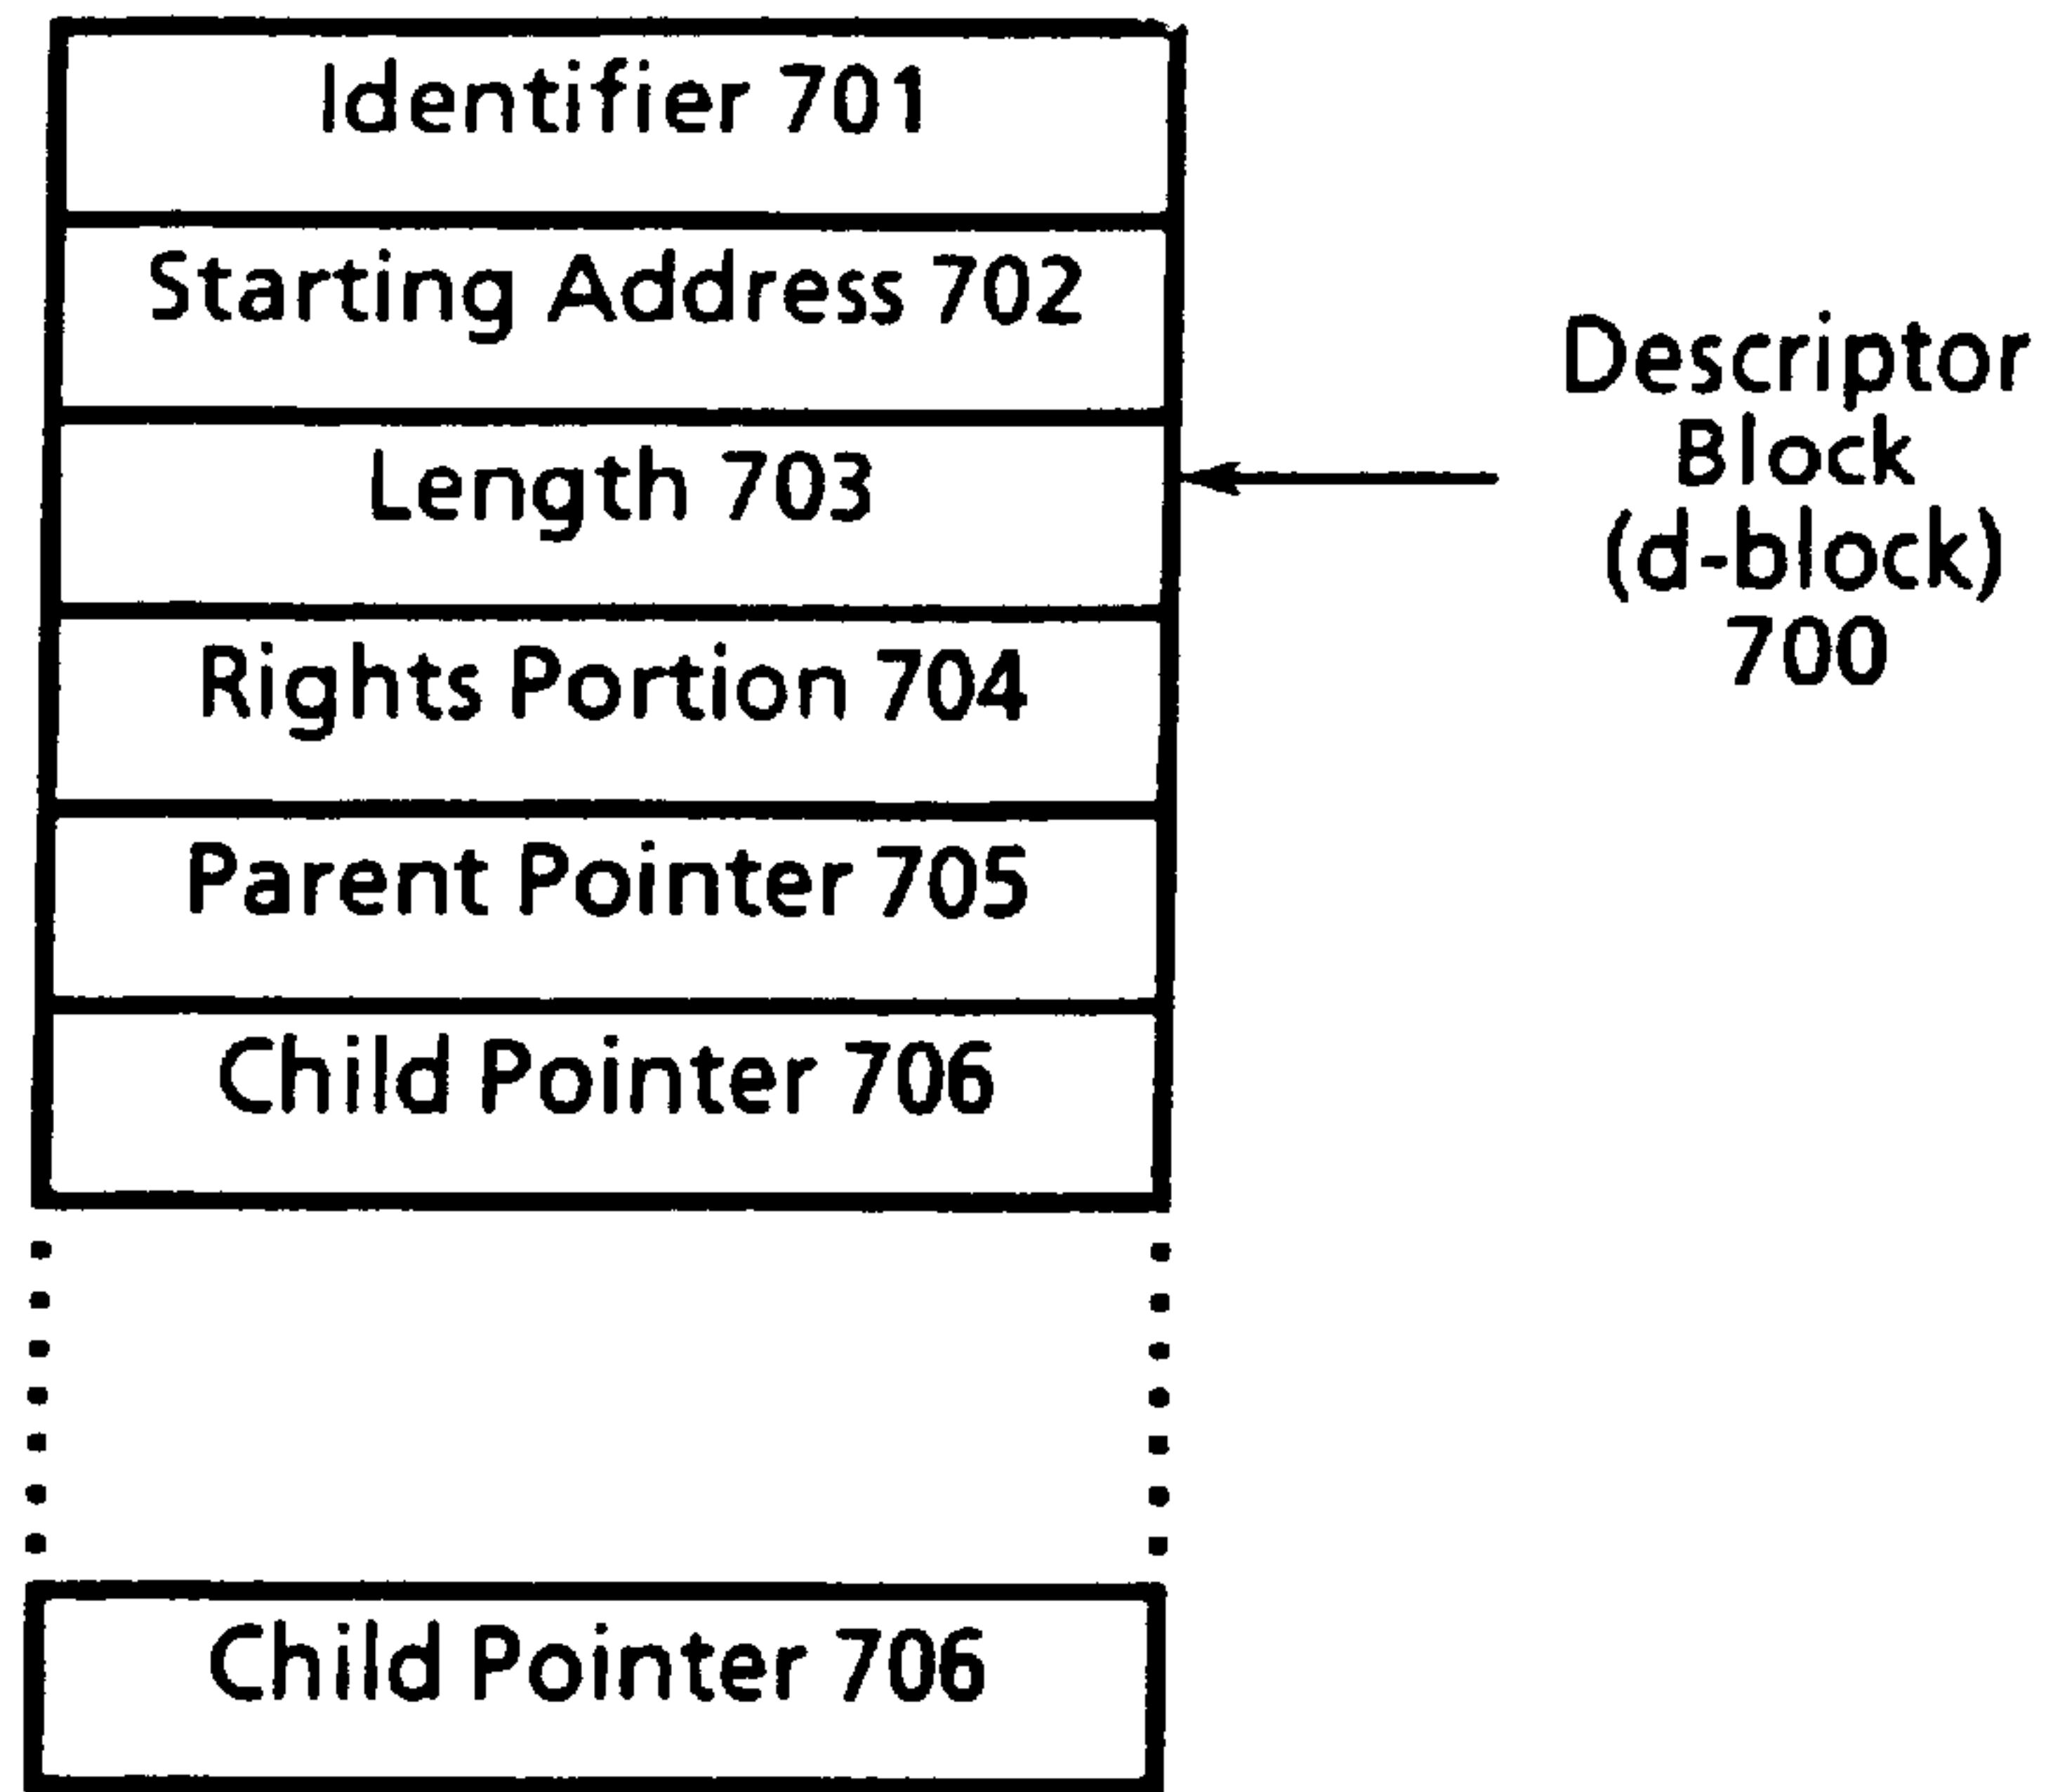 Identifier 701
Starting Address 702
Length 703
Rights Portion 704
Parent Pointer 705
Child Pointer 706
Child Pointer 706
Descriptor
Block
(d-block)
700